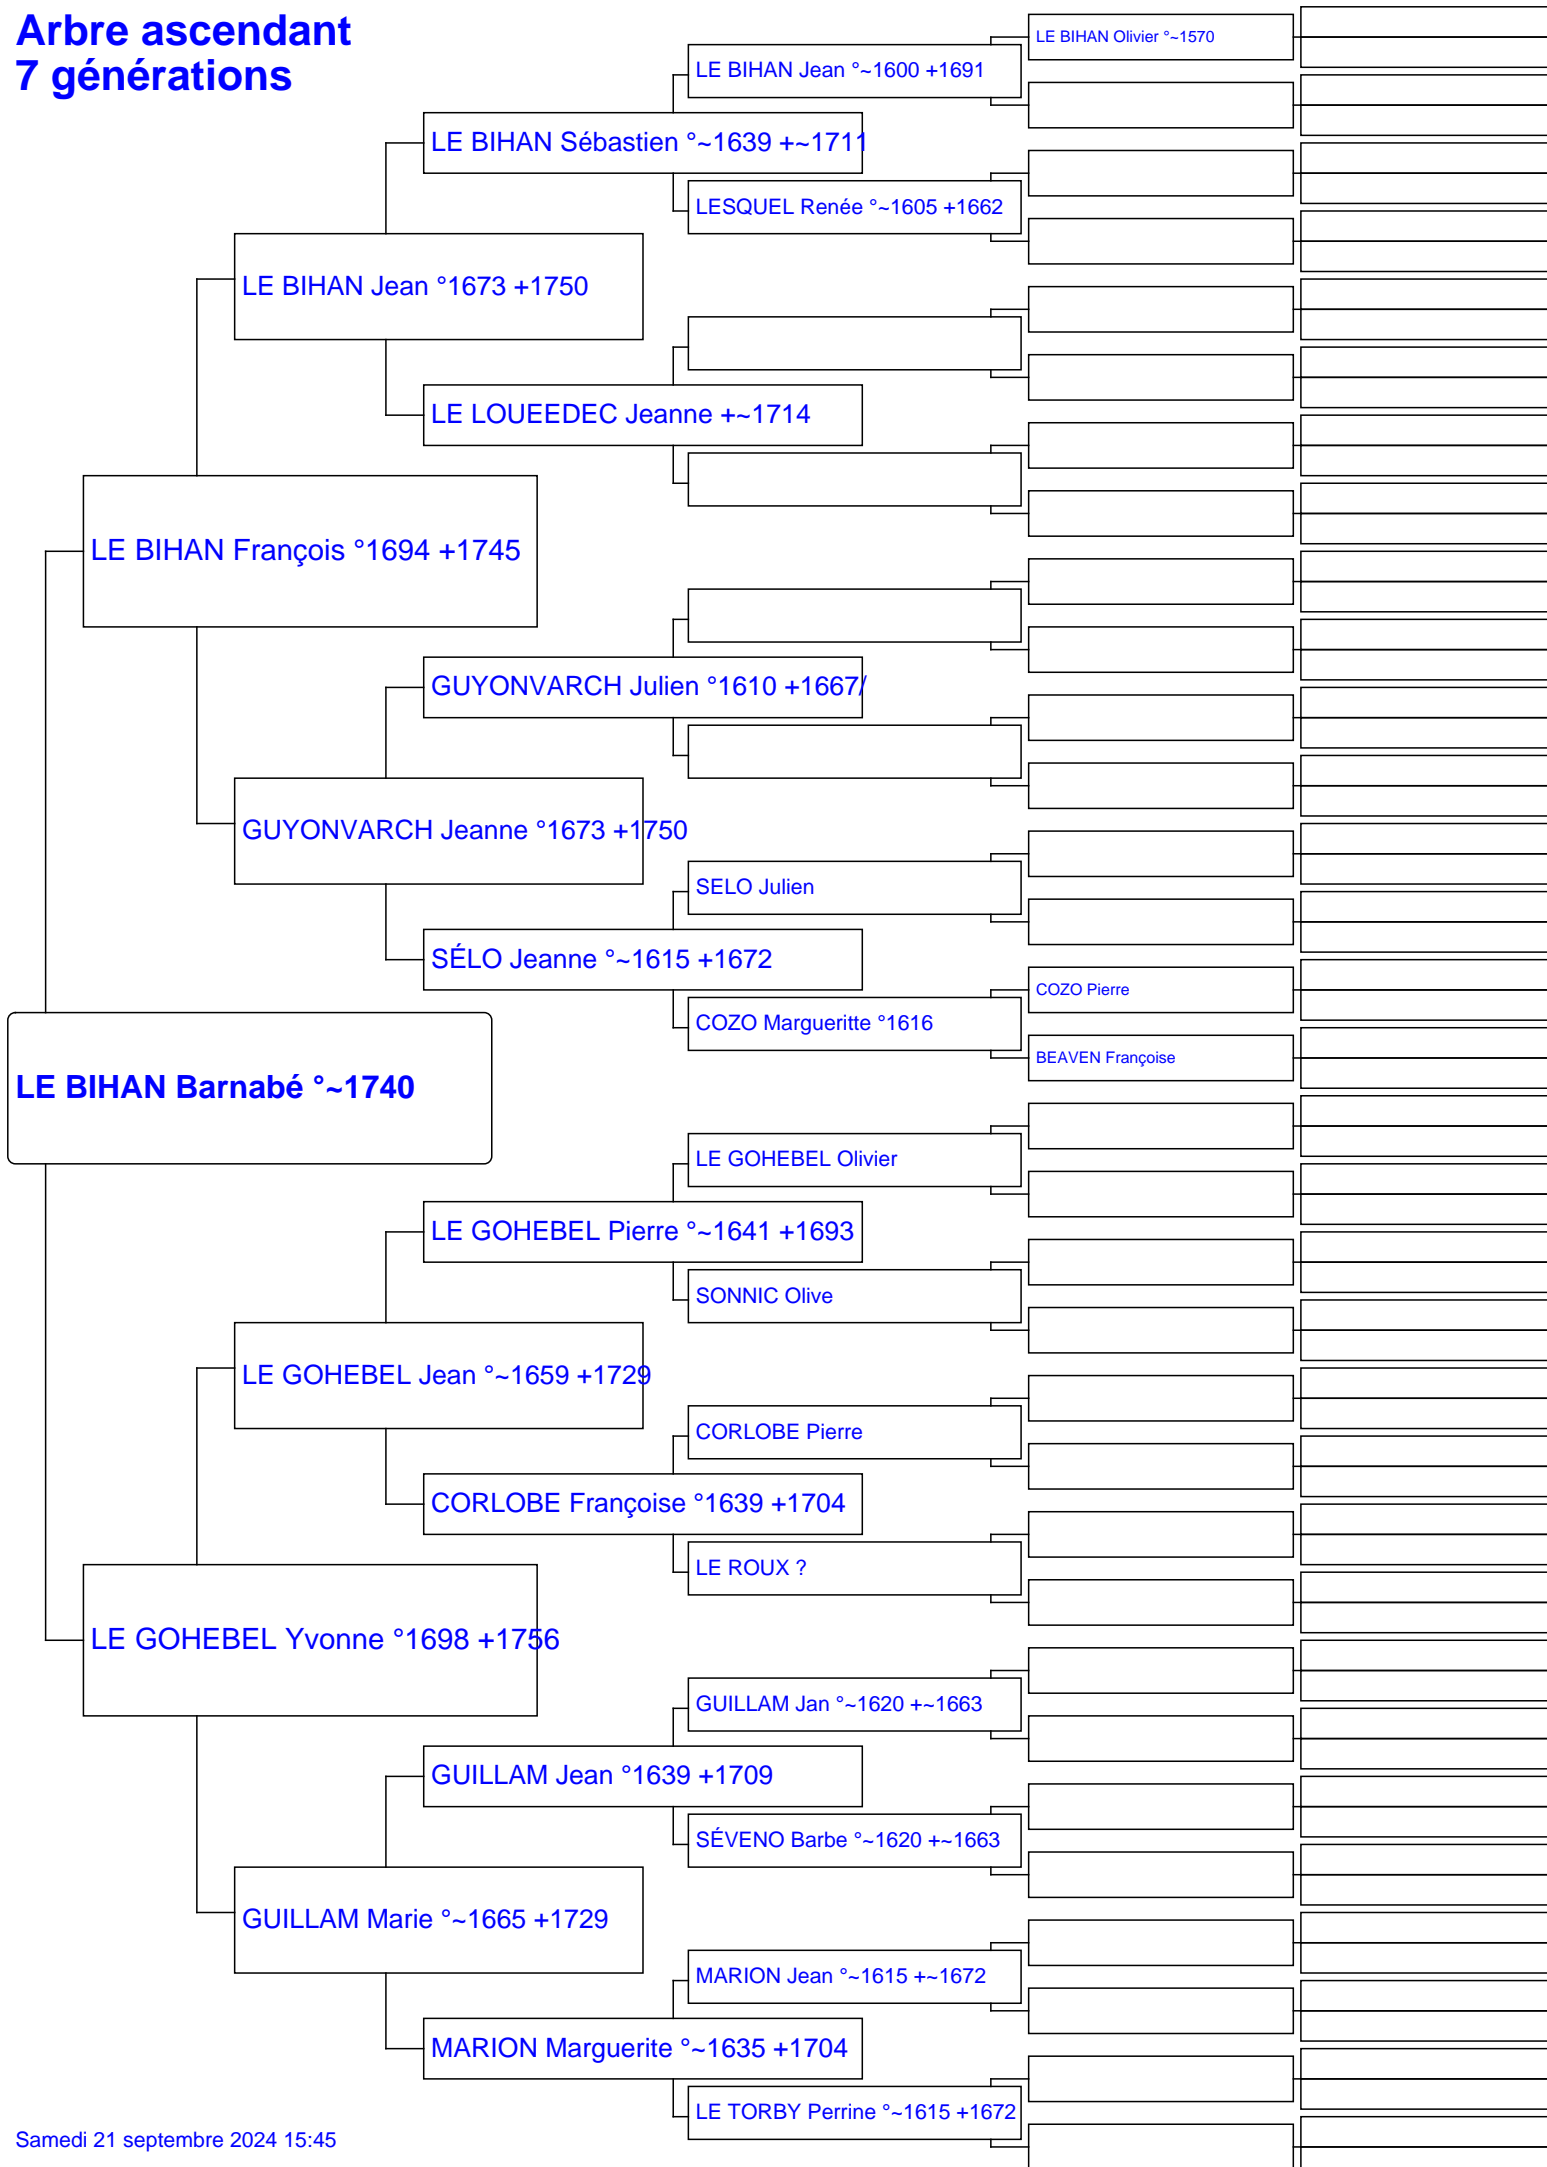 Arbre ascendant
7 générations
LE BIHAN Olivier °~1570
LE BIHAN Jean °~1600 +1691
LE BIHAN Sébastien °~1639 +~1711
LESQUEL Renée °~1605 +1662
LE BIHAN Jean °1673 +1750
LE LOUEEDEC Jeanne +~1714
LE BIHAN François °1694 +1745
GUYONVARCH Julien °1610 +1667/
GUYONVARCH Jeanne °1673 +1750
SELO Julien
SÉLO Jeanne °~1615 +1672
COZO Pierre
COZO Margueritte °1616
BEAVEN Françoise
LE BIHAN Barnabé °~1740
LE GOHEBEL Olivier
LE GOHEBEL Pierre °~1641 +1693
SONNIC Olive
LE GOHEBEL Jean °~1659 +1729
CORLOBE Pierre
CORLOBE Françoise °1639 +1704
LE ROUX ?
LE GOHEBEL Yvonne °1698 +1756
GUILLAM Jan °~1620 +~1663
GUILLAM Jean °1639 +1709
SÉVENO Barbe °~1620 +~1663
GUILLAM Marie °~1665 +1729
MARION Jean °~1615 +~1672
MARION Marguerite °~1635 +1704
LE TORBY Perrine °~1615 +1672
Samedi 21 septembre 2024 15:45